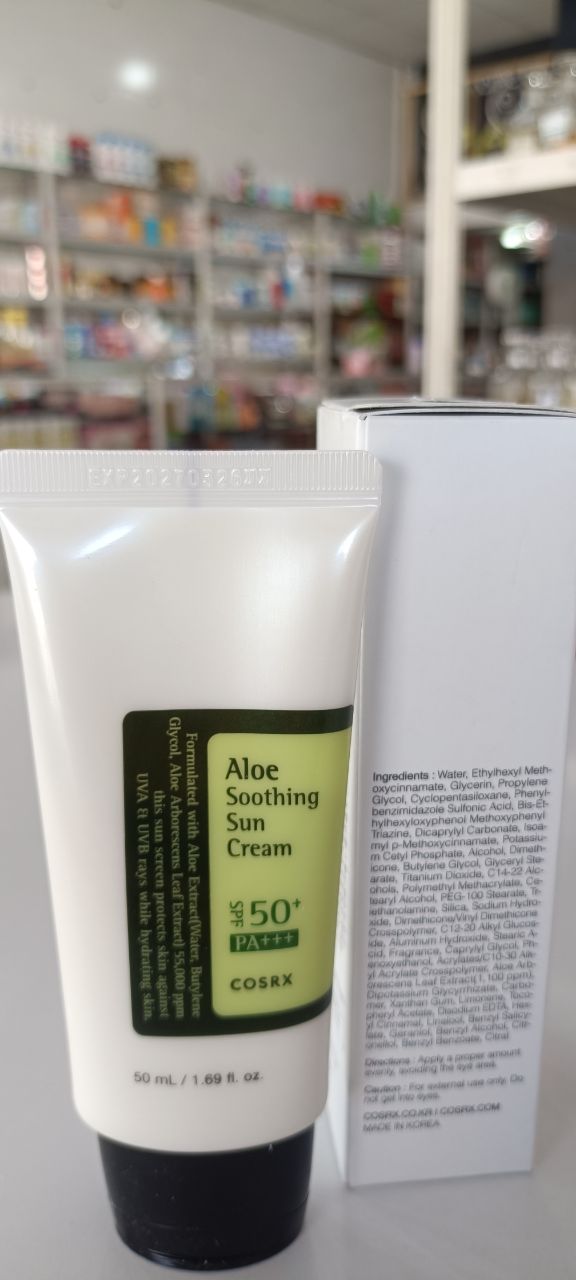 EXP20270526
Formulated with Aloe Extract(Water, Butylene
Glycol, Aloe Arborescens Leaf Extract) 55,000 ppm
this sun screen protects skin against
UVA & UVB rays while hydrating skin.
Aloe
Soothing
Sun
Cream
SPF 50+
PA+++
COSRX
50 mL / 1.69 fl. oz.
Ingredients : Water, Ethylhexyl Meth-
oxycinnamate, Glycerin, Propylene
Glycol, Cyclopentasiloxane, Phenyl-
benzimidazole Sulfonic Acid, Bis-Et-
hylhexyloxyphenol Methoxyphenyl
Triazine, Dicaprylyl Carbonate, Isoa-
myl p-Methoxycinnamate, Potassiu-
m Cetyl Phosphate, Alcohol, Dimeth-
icone, Butylene Glycol, Glyceryl Ste-
arate, Titanium Dioxide, C14-22 Alc-
ohols, Polymethyl Methacrylate, Ce-
tearyl Alcohol, PEG-100 Stearate, Tr-
iethanolamine, Silica, Sodium Hydro-
xide, Dimethicone/Vinyl Dimethicone
Crosspolymer, C12-20 Alkyl Glucos-
ide, Aluminum Hydroxide, Stearic A-
cid, Fragrance, Caprylyl Glycol, Ph-
enoxyethanol, Acrylates/C10-30 Alk-
yl Acrylate Crosspolymer, Aloe Arb-
orescens Leaf Extract(1,100 ppm),
Dipotassium Glycyrrhizate, Carbo-
mer, Xanthan Gum, Limonene, Toco-
pheryl Acetate, Disodium EDTA, Hex-
yl Cinnamal, Linalool, Benzyl Salicy-
late, Geraniol, Benzyl Alcohol, Citr-
onellol, Benzyl Benzoate, Citral
Directions : Apply a proper amount
evenly, avoiding the eye area.
Caution : For external use only. Do
not get into eyes.
COSRX.CO.KR / COSRX.COM
MADE IN KOREA